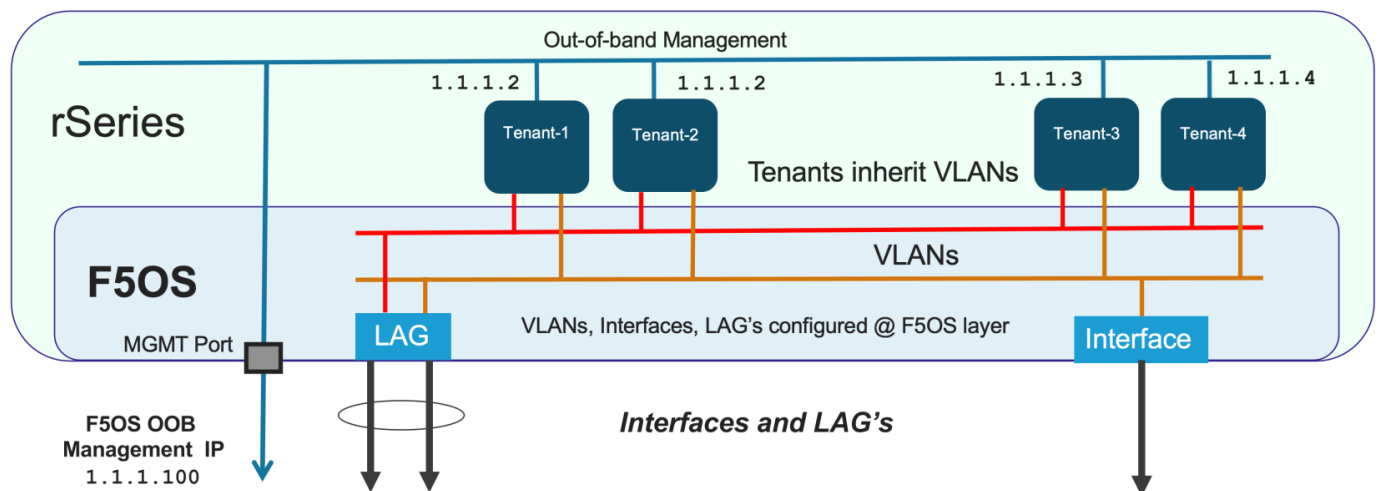 Out-of-band Management
1.1.1.2
1.1.1.2
1.1.1.3
1.1.1.4
rSeries
Tenant-1
Tenant-2
Tenant-3
Tenant-4
Tenants inherit VLANs
VLANs
F5OS
LAG
VLANs, Interfaces, LAG's configured @ F5OS layer
Interface
MGMT Port
Interfaces and LAG's
F5OS OOB
Management IP
1.1.1.100